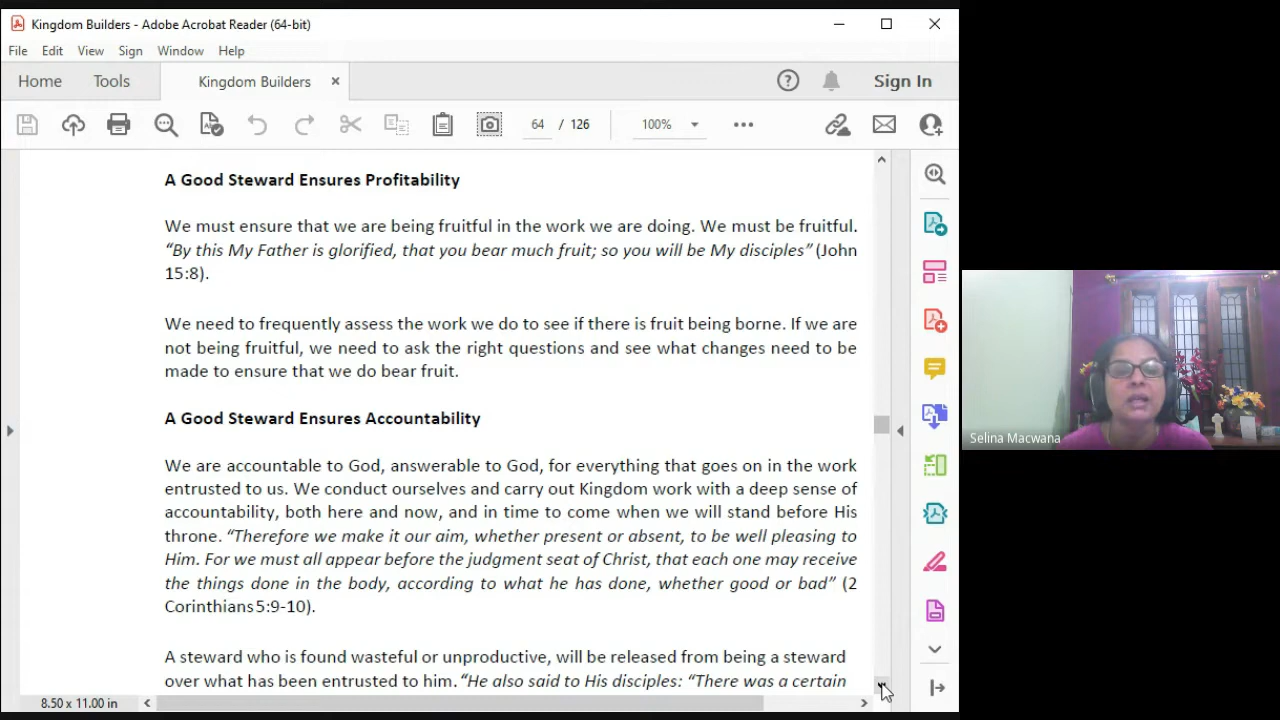 Kingdom Builders - Adobe Acrobat Reader (64-bit)
File Edit View Sign Window Help
Home Tools Kingdom Builders × Sign In
64 / 126 100%
A Good Steward Ensures Profitability
We must ensure that we are being fruitful in the work we are doing. We must be fruitful.
“By this My Father is glorified, that you bear much fruit; so you will be My disciples” (John
15:8).
We need to frequently assess the work we do to see if there is fruit being borne. If we are
not being fruitful, we need to ask the right questions and see what changes need to be
made to ensure that we do bear fruit.
A Good Steward Ensures Accountability
We are accountable to God, answerable to God, for everything that goes on in the work
entrusted to us. We conduct ourselves and carry out Kingdom work with a deep sense of
accountability, both here and now, and in time to come when we will stand before His
throne. “Therefore we make it our aim, whether present or absent, to be well pleasing to
Him. For we must all appear before the judgment seat of Christ, that each one may receive
the things done in the body, according to what he has done, whether good or bad” (2
Corinthians 5:9-10).
A steward who is found wasteful or unproductive, will be released from being a steward
over what has been entrusted to him. “He also said to His disciples: “There was a certain
8.50 x 11.00 in
Selina Macwana